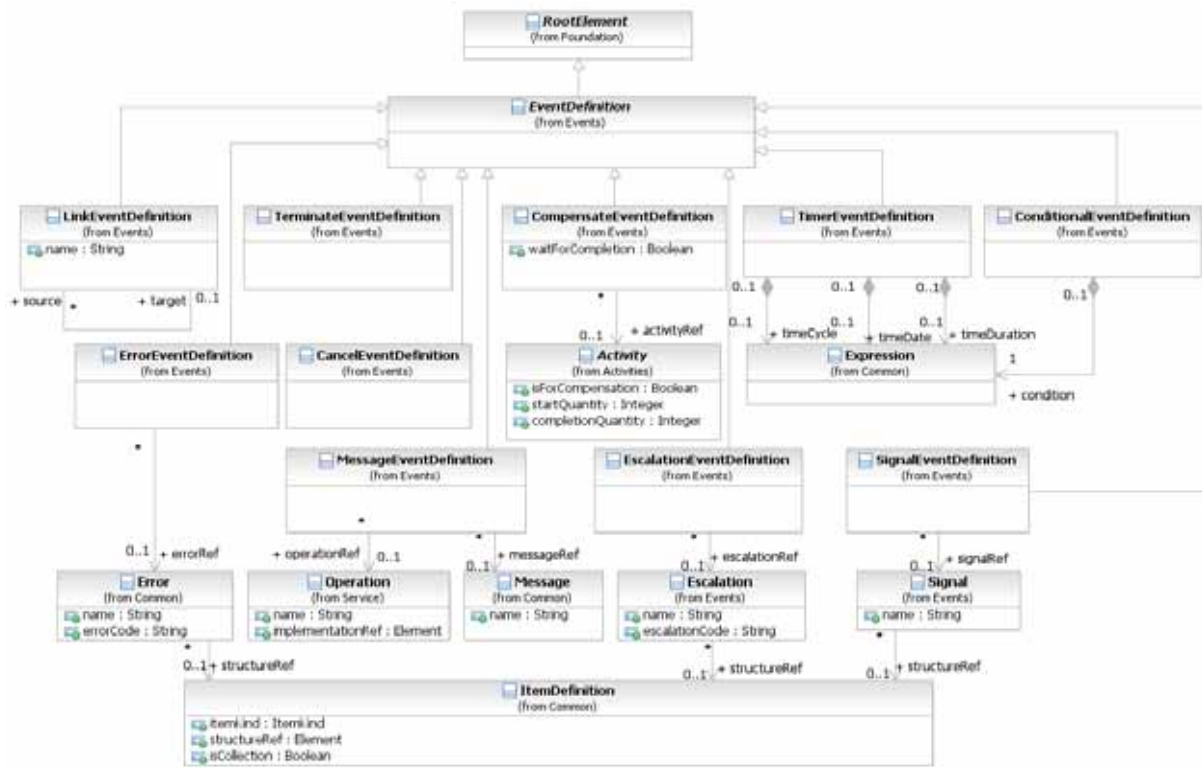 RootElement
(from Foundation)
EventDefinition
(from Events)
LinkEventDefinition
(from Events)
name : String
TerminateEventDefinition
(from Events)
CompensateEventDefinition
(from Events)
waitForCompletion : Boolean
TimerEventDefinition
(from Events)
ConditionalEventDefinition
(from Events)
+ source
*
+ target
0..1
*
0..1
+ activityRef
0..1
0..1
+ timeCycle
0..1
0..1
+ timeDate
0..1
0..1
+ timeDuration
0..1
1
+ condition
ErrorEventDefinition
(from Events)
CancelEventDefinition
(from Events)
Activity
(from Activities)
isForCompensation : Boolean
startQuantity : Integer
completionQuantity : Integer
Expression
(from Common)
MessageEventDefinition
(from Events)
EscalationEventDefinition
(from Events)
SignalEventDefinition
(from Events)
*
0..1
+ errorRef
*
+ operationRef
0..1
*
0..1
+ messageRef
*
0..1
+ escalationRef
*
0..1
+ signalRef
Error
(from Common)
name : String
errorCode : String
Operation
(from Service)
name : String
implementationRef : Element
Message
(from Common)
name : String
Escalation
(from Events)
name : String
escalationCode : String
Signal
(from Events)
name : String
*
0..1
+ structureRef
*
0..1
+ structureRef
*
0..1
+ structureRef
ItemDefinition
(from Common)
itemKind : ItemKind
structureRef : Element
isCollection : Boolean